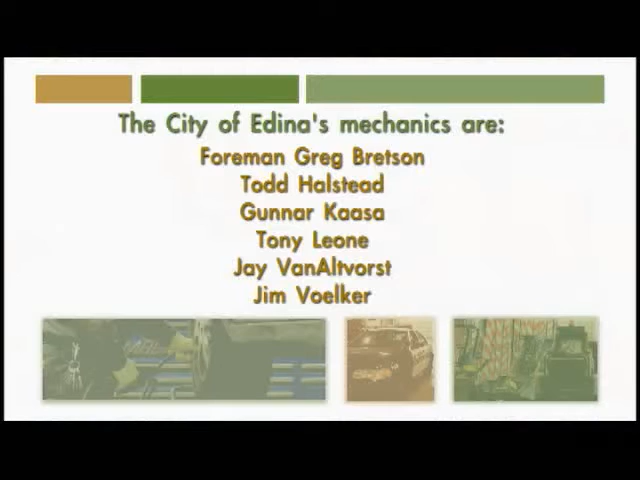 The City of Edina's mechanics are:
Foreman Greg Bretson
Todd Halstead
Gunnar Kaasa
Tony Leone
Jay VanAltvorst
Jim Voelker